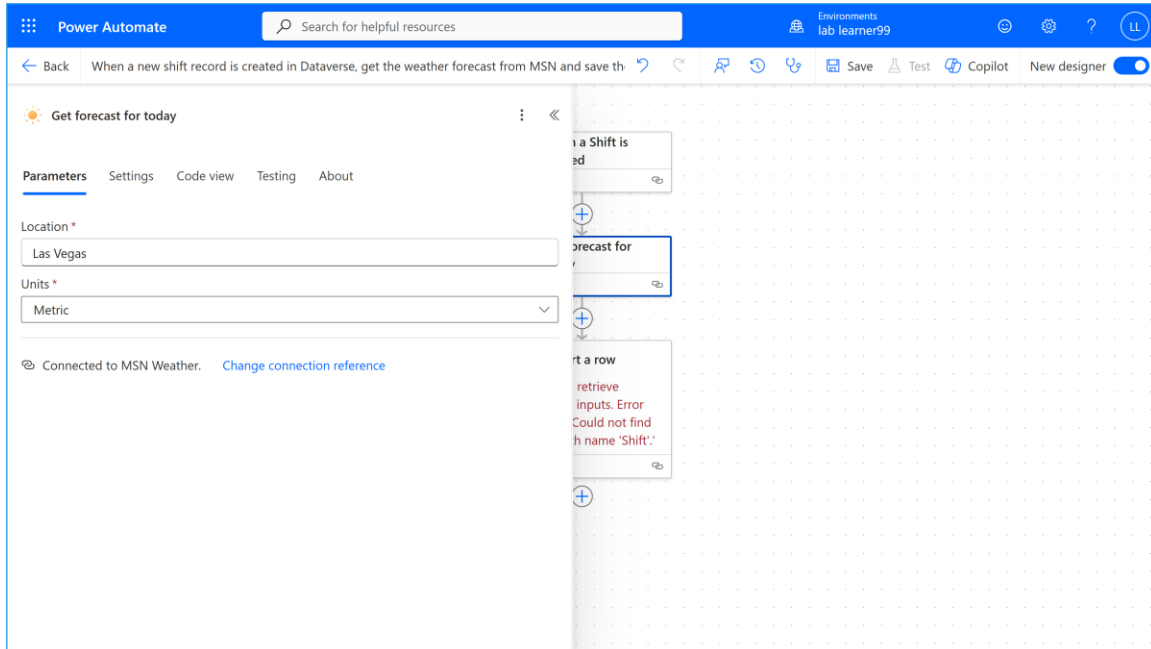 Power Automate
Search for helpful resources
Environments
lab learner99
LL
Back
When a new shift record is created in Dataverse, get the weather forecast from MSN and save th
Save
Test
Copilot
New designer
Get forecast for today
Parameters
Settings
Code view
Testing
About
Location *
Las Vegas
Units *
Metric
Connected to MSN Weather.
Change connection reference
a Shift is
ed
orecast for
rt a row
retrieve
inputs. Error
Could not find
h name 'Shift'.'